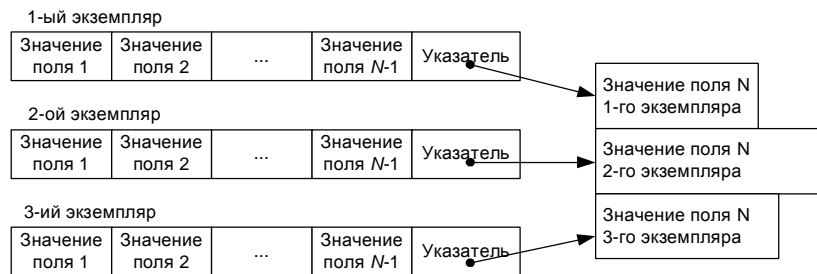 1-ый экземпляр
Значение поля 1
Значение поля 2
...
Значение поля N-1
Указатель
Значение поля N
1-го экземпляра
2-ой экземпляр
Значение поля 1
Значение поля 2
...
Значение поля N-1
Указатель
Значение поля N
2-го экземпляра
3-ий экземпляр
Значение поля 1
Значение поля 2
...
Значение поля N-1
Указатель
Значение поля N
3-го экземпляра